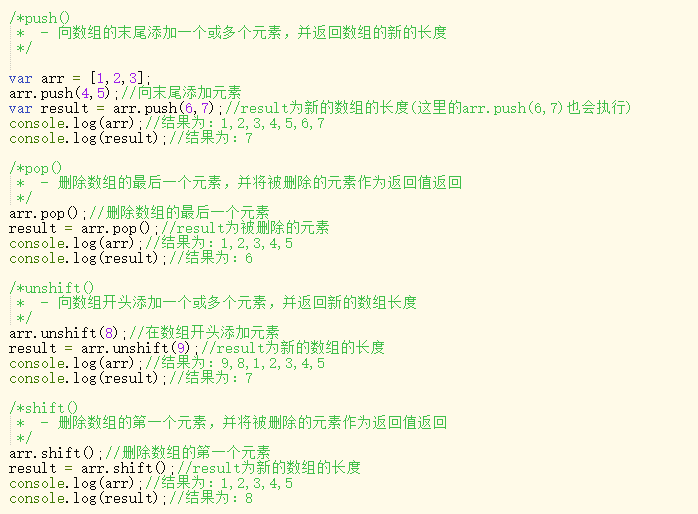 /*push()
 *  - 向数组的末尾添加一个或多个元素，并返回数组的新的长度
 */
var arr = [1,2,3];
arr.push(4,5);//向末尾添加元素
var result = arr.push(6,7);//result为新的数组的长度(这里的arr.push(6,7)也会执行)
console.log(arr);//结果为：1,2,3,4,5,6,7
console.log(result);//结果为：7
/*pop()
 *  - 删除数组的最后一个元素，并将被删除的元素作为返回值返回
 */
arr.pop();//删除数组的最后一个元素
result = arr.pop();//result为被删除的元素
console.log(arr);//结果为：1,2,3,4,5
console.log(result);//结果为：6
/*unshift()
 *  - 向数组开头添加一个或多个元素，并返回新的数组长度
 */
arr.unshift(8);//在数组开头添加元素
result = arr.unshift(9);//result为新的数组的长度
console.log(arr);//结果为：9,8,1,2,3,4,5
console.log(result);//结果为：7
/*shift()
 *  - 删除数组的第一个元素，并将被删除的元素作为返回值返回
 */
arr.shift();//删除数组的第一个元素
result = arr.shift();//result为新的数组的长度
console.log(arr);//结果为：1,2,3,4,5
console.log(result);//结果为：8